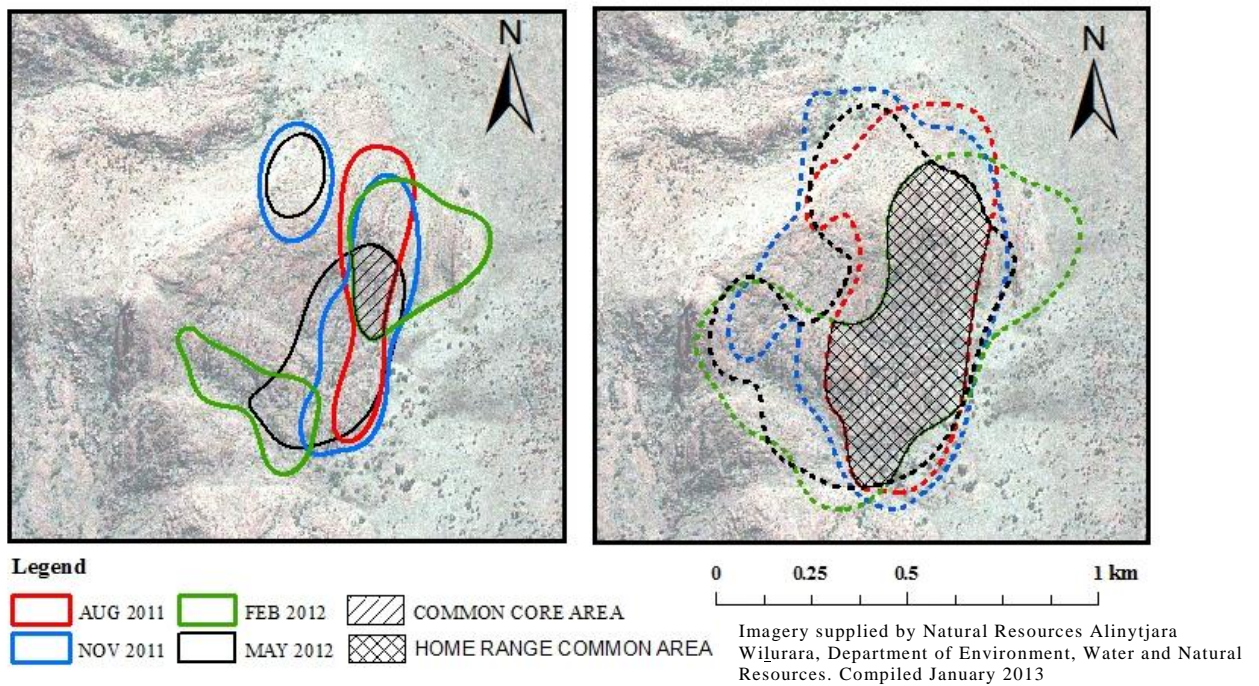 N
N
Legend
AUG 2011
FEB 2012
COMMON CORE AREA
NOV 2011
MAY 2012
HOME RANGE COMMON AREA
0 0.25 0.5 1 km
Imagery supplied by Natural Resources Alinytjara
Wiḻurara, Department of Environment, Water and Natural
Resources. Compiled January 2013